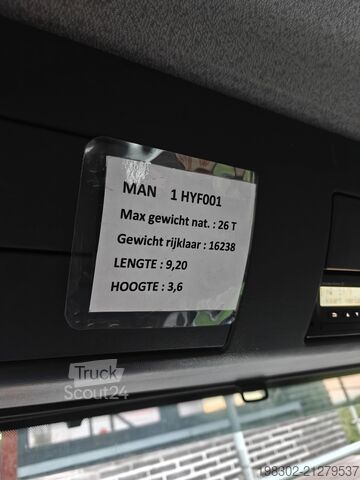 MAN 1 HYF001
Max gewicht nat. : 26 T
Gewicht rijklaar : 16238
LENGTE : 9,20
HOOGTE : 3,6
Truck
Scout24
198302-21279537